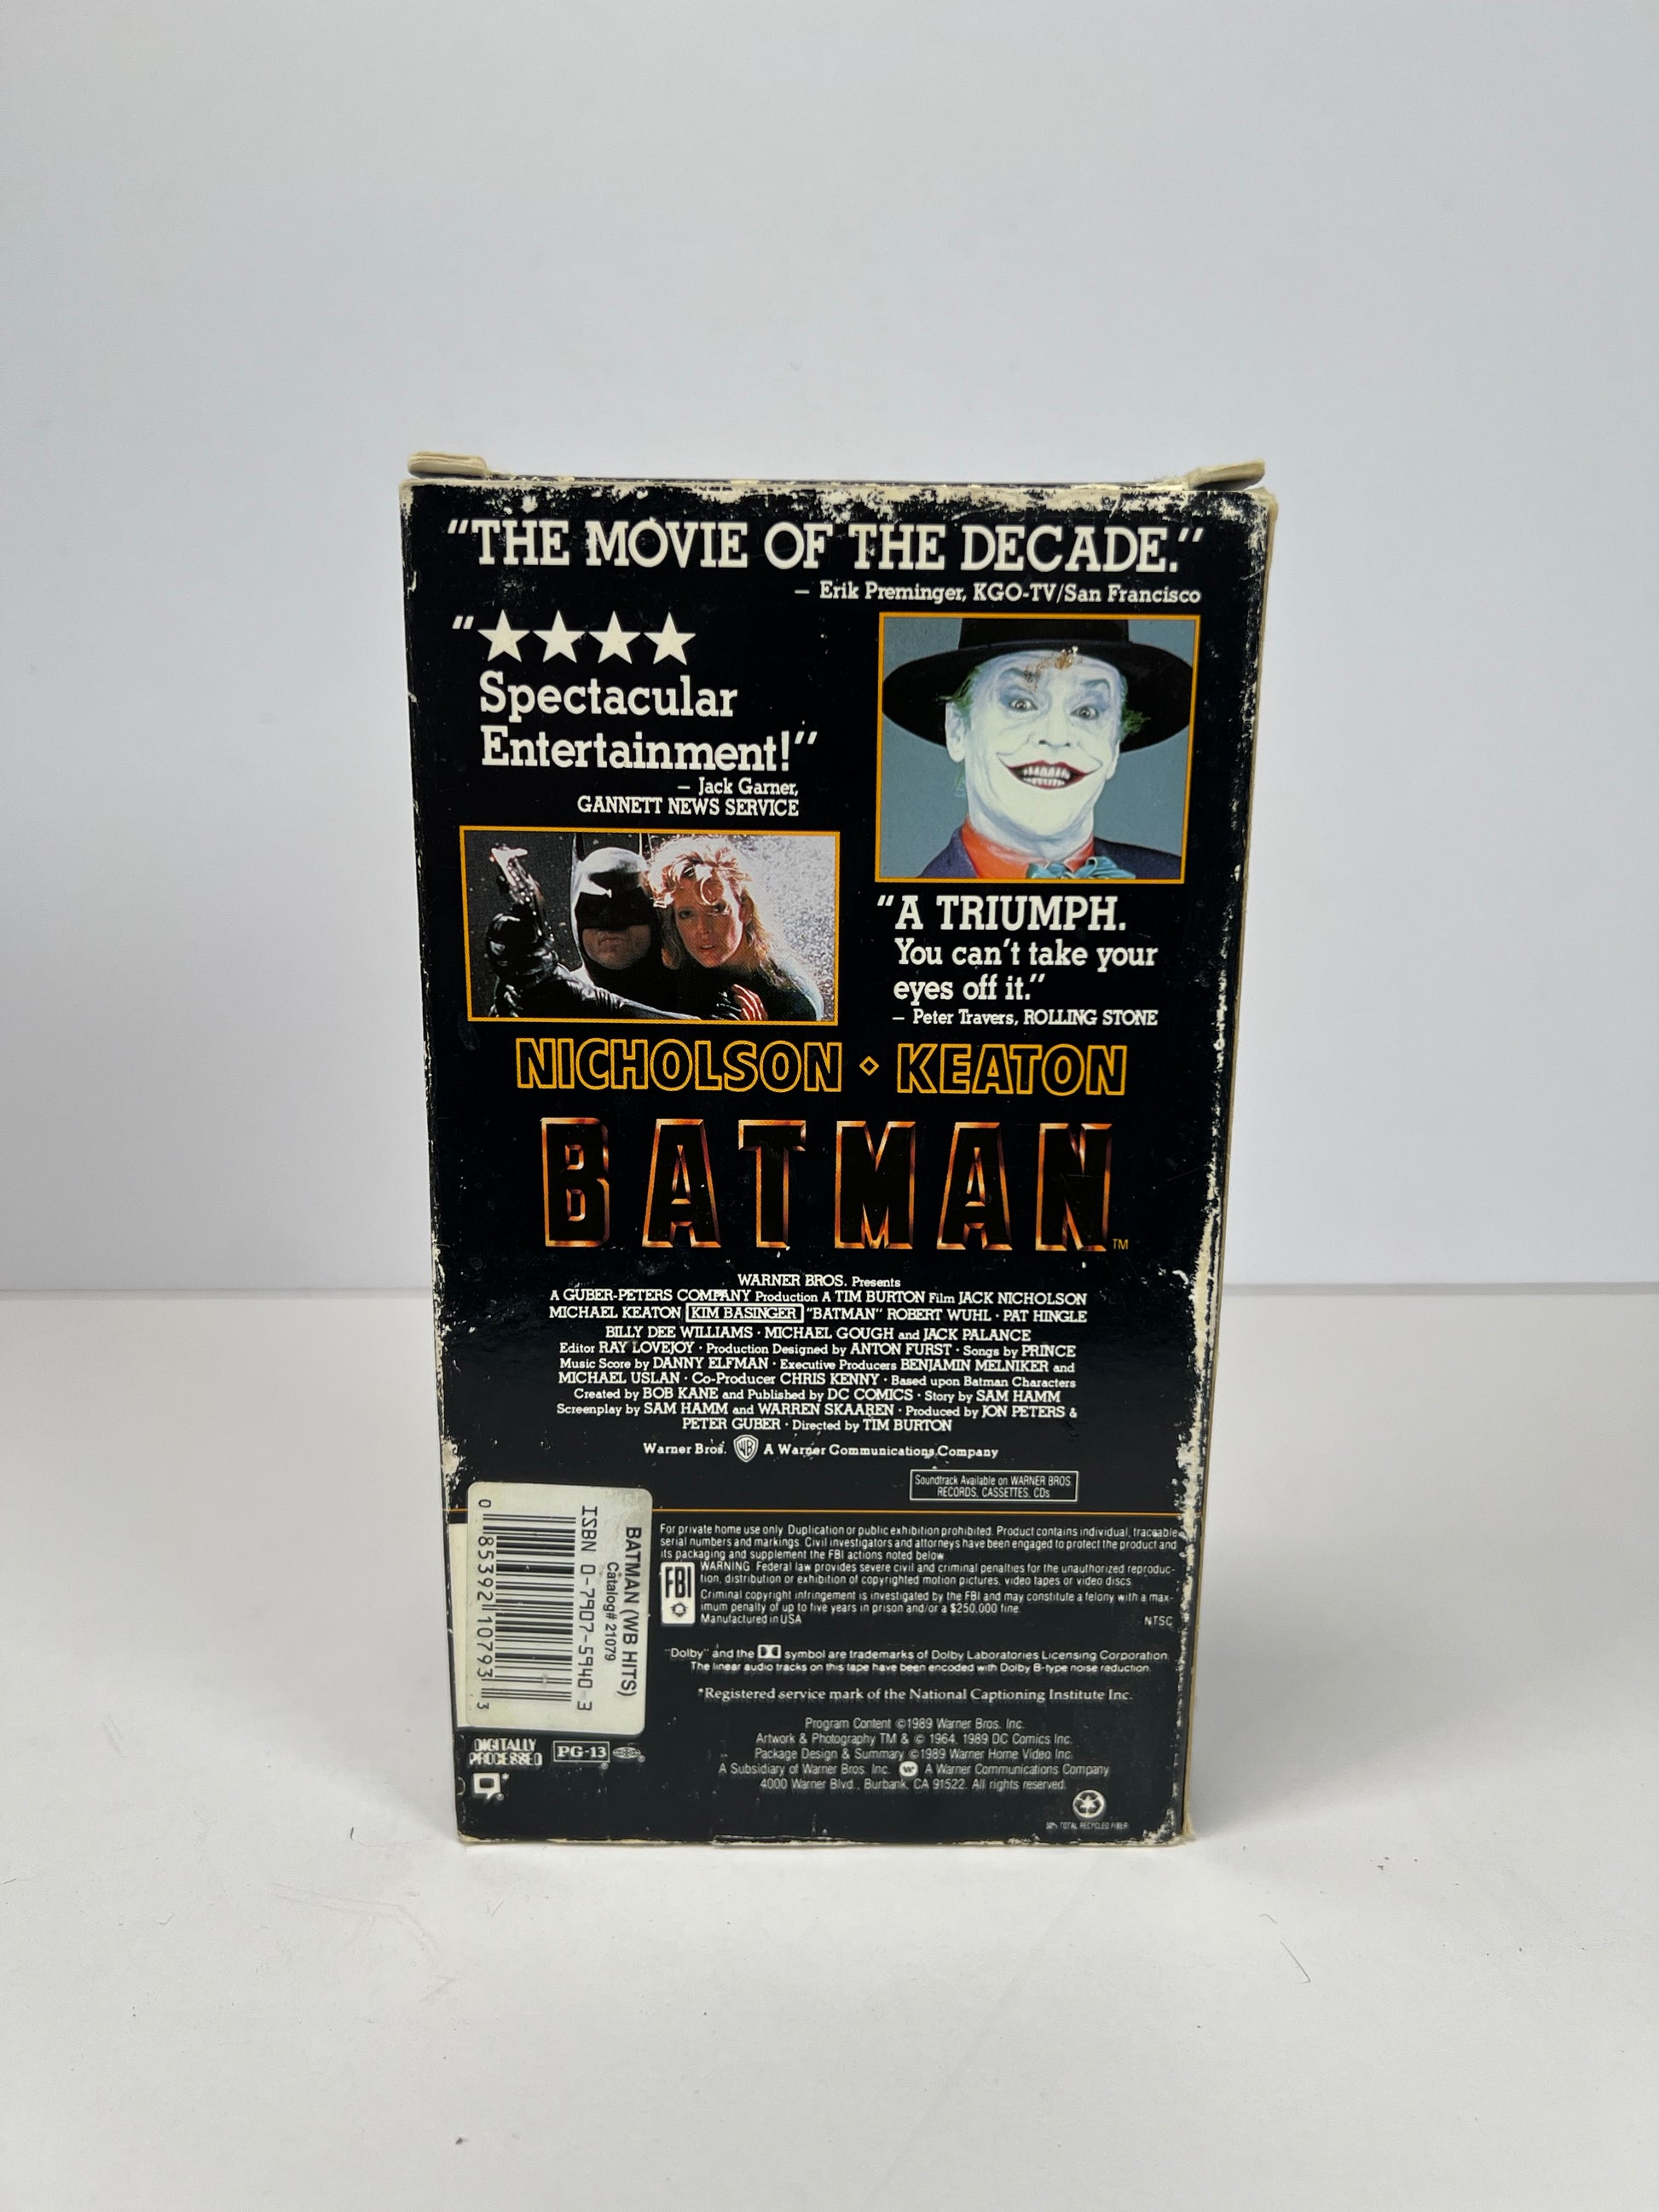 "THE MOVIE OF THE DECADE."
— Erik Preminger, KGO-TV/San Francisco
"★★★★
Spectacular
Entertainment!"
— Jack Garner,
GANNETT NEWS SERVICE
"A TRIUMPH.
You can't take your
eyes off it."
— Peter Travers, ROLLING STONE
NICHOLSON ⋄ KEATON
BATMAN™
WARNER BROS. Presents
A GUBER-PETERS COMPANY Production A TIM BURTON Film JACK NICHOLSON
MICHAEL KEATON KIM BASINGER "BATMAN" ROBERT WUHL · PAT HINGLE
BILLY DEE WILLIAMS · MICHAEL GOUGH and JACK PALANCE
Editor RAY LOVEJOY · Production Designed by ANTON FURST · Songs by PRINCE
Music Score by DANNY ELFMAN · Executive Producers BENJAMIN MELNIKER and
MICHAEL USLAN · Co-Producer CHRIS KENNY · Based upon Batman Characters
Created by BOB KANE and Published by DC COMICS · Story by SAM HAMM
Screenplay by SAM HAMM and WARREN SKAAREN · Produced by JON PETERS &
PETER GUBER · Directed by TIM BURTON
Warner Bros. WB A Warner Communications Company
Soundtrack Available on WARNER BROS.
RECORDS, CASSETTES, CDs
BATMAN (WB HITS)
Catalog# 21079
ISBN 0-7907-5940-3
0 85392 10793 3
For private home use only. Duplication or public exhibition prohibited. Product contains individual, traceable
serial numbers and markings. Civil investigators and attorneys have been engaged to protect the product and
its packaging and supplement the FBI actions noted below
FBI
WARNING: Federal law provides severe civil and criminal penalties for the unauthorized reproduc-
tion, distribution or exhibition of copyrighted motion pictures, video tapes or video discs.
Criminal copyright infringement is investigated by the FBI and may constitute a felony with a max-
imum penalty of up to five years in prison and/or a $250,000 fine.
Manufactured in USA
NTSC
"Dolby" and the symbol are trademarks of Dolby Laboratories Licensing Corporation.
The linear audio tracks on this tape have been encoded with Dolby B-type noise reduction.
*Registered service mark of the National Captioning Institute Inc.
Program Content ©1989 Warner Bros. Inc.
Artwork & Photography TM & © 1964, 1989 DC Comics Inc.
Package Design & Summary ©1989 Warner Home Video Inc.
A Subsidiary of Warner Bros. Inc. A Warner Communications Company
4000 Warner Blvd., Burbank, CA 91522. All rights reserved.
DIGITALLY
PROCESSED
PG-13
50% TOTAL RECYCLED FIBER